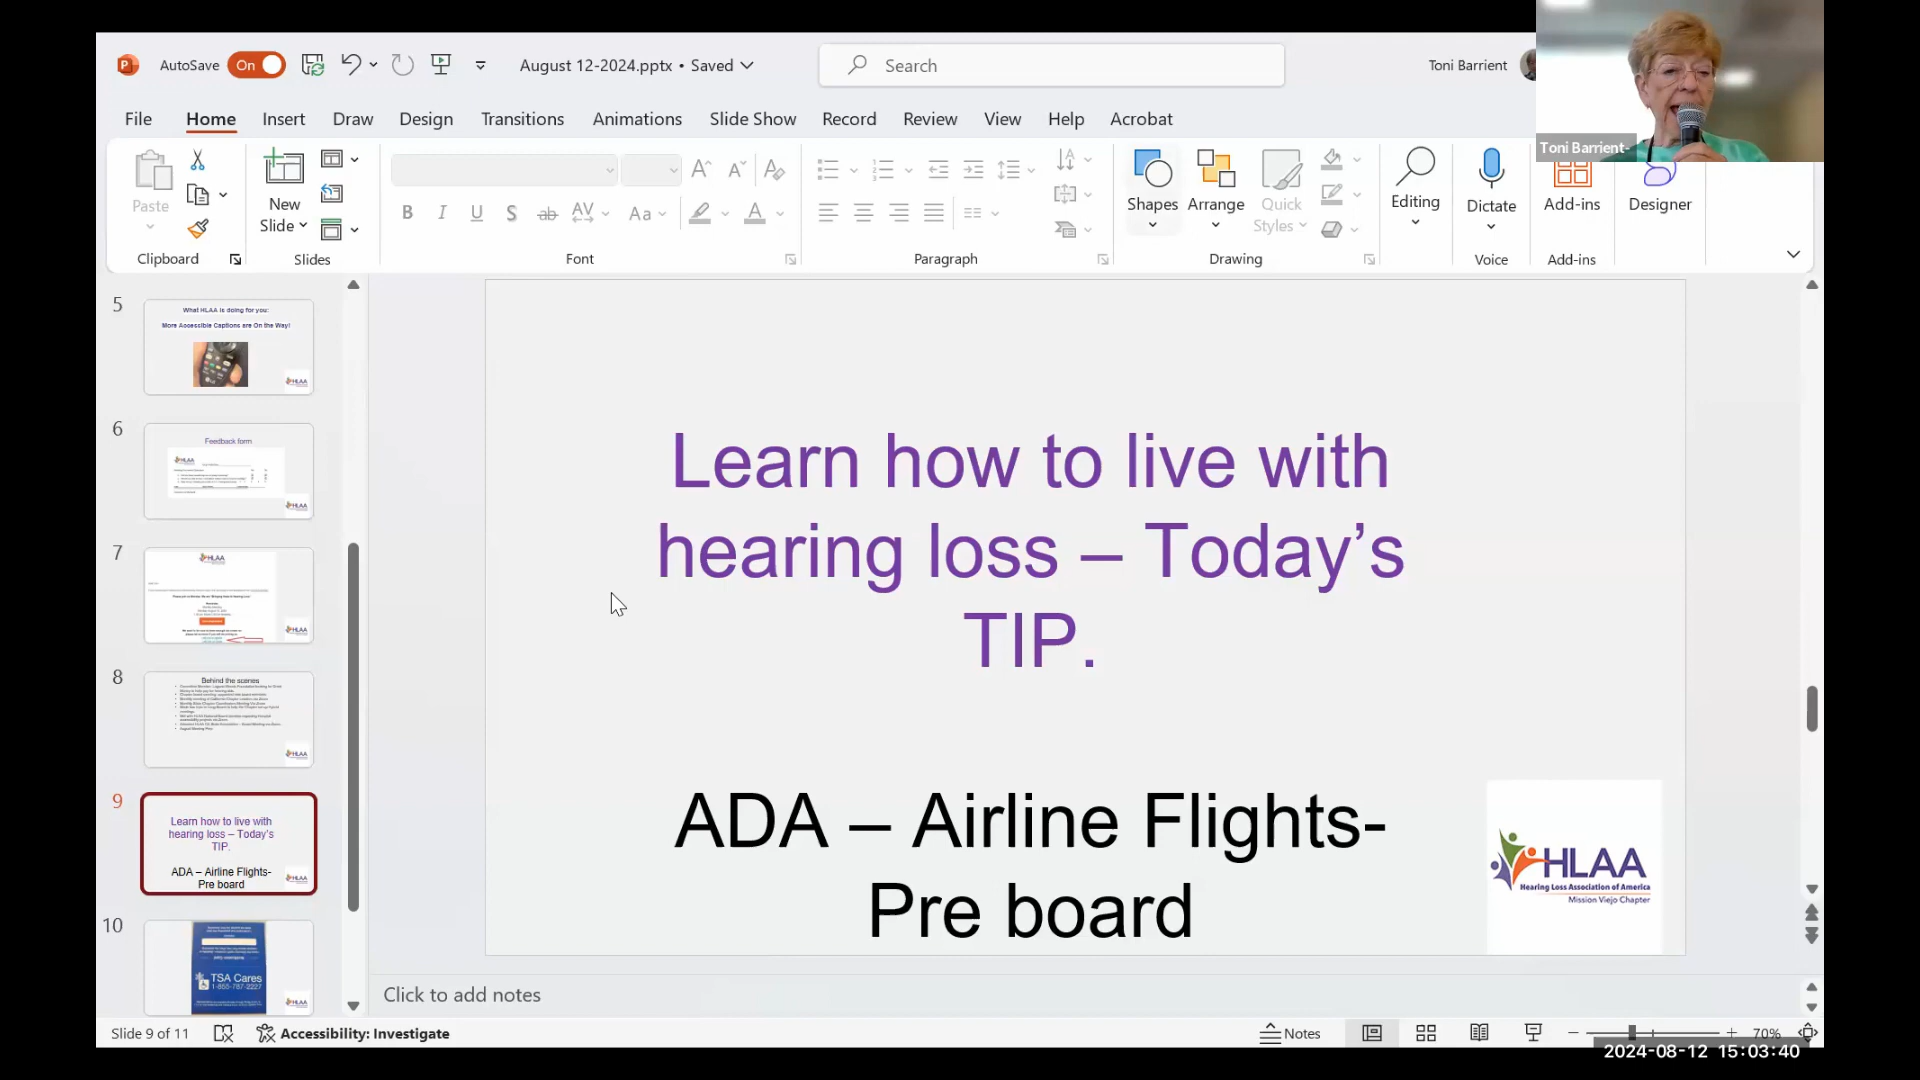 AutoSave
On
August 12-2024.pptx • Saved
Search
Toni Barrient
Toni Barrient-
File
Home
Insert
Draw
Design
Transitions
Animations
Slide Show
Record
Review
View
Help
Acrobat
Paste
New
Slide
Shapes
Arrange
Quick
Styles
Editing
Dictate
Add-ins
Designer
Clipboard
Slides
Font
Paragraph
Drawing
Voice
Add-ins
5
What HLAA is doing for you:
More Accessible Captions are On the Way!
HLAA
6
Feedback form
HLAA
HLAA
7
HLAA
HLAA
8
Behind the scenes
HLAA
9
Learn how to live with
hearing loss – Today's
TIP.
ADA – Airline Flights-
Pre board
HLAA
10
TSA Cares
1-855-787-2227
HLAA
Learn how to live with
hearing loss – Today’s
TIP.
ADA – Airline Flights-
Pre board
HLAA
Hearing Loss Association of America
Mission Viejo Chapter
Click to add notes
Slide 9 of 11
Accessibility: Investigate
Notes
70%
2024-08-12 15:03:40